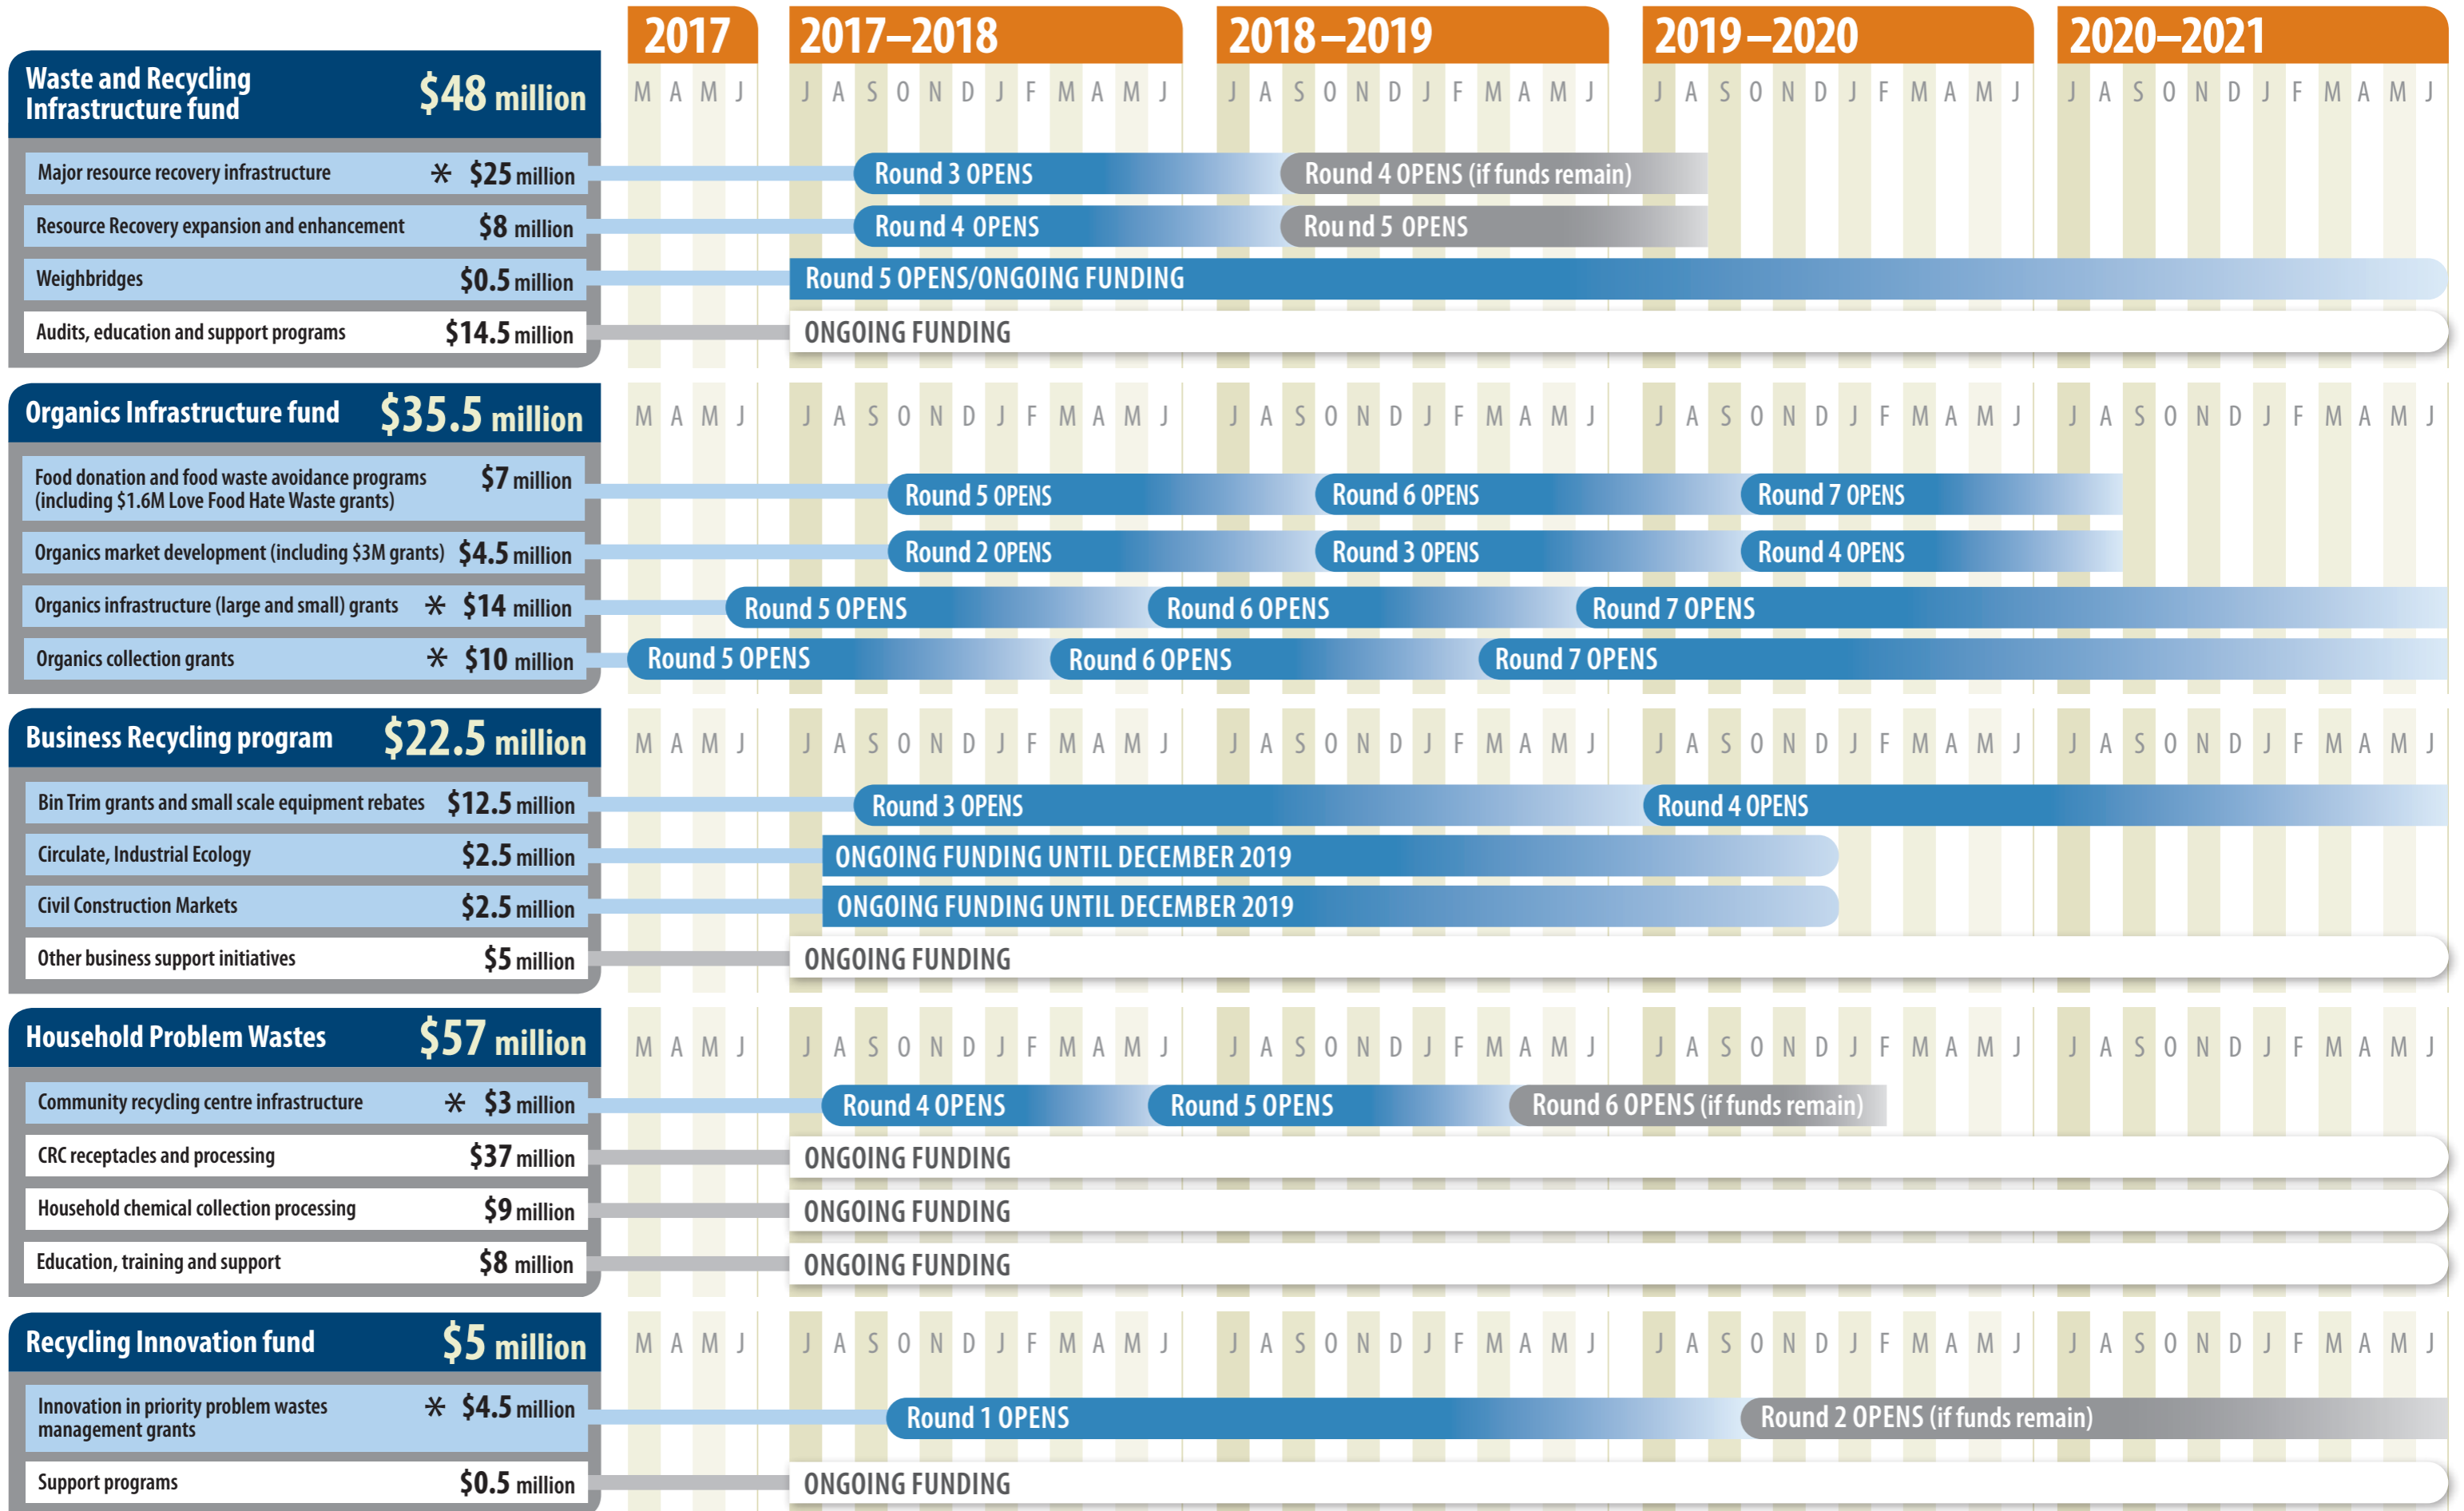 2017 2017–2018 2018–2019 2019–2020 2020–2021
Waste and Recycling
Infrastructure fund $48 million
M A M J J A S O N D J F M A M J J A S O N D J F M A M J J A S O N D J F M A M J J A S O N D J F M A M J
Major resource recovery infrastructure * $25 million Round 3 OPENS Round 4 OPENS (if funds remain)
Resource Recovery expansion and enhancement $8 million Round 4 OPENS Round 5 OPENS
Weighbridges $0.5 million Round 5 OPENS/ONGOING FUNDING
Audits, education and support programs $14.5 million ONGOING FUNDING
Organics Infrastructure fund $35.5 million M A M J J A S O N D J F M A M J J A S O N D J F M A M J J A S O N D J F M A M J J A S O N D J F M A M J
Food donation and food waste avoidance programs $7 million
(including $1.6M Love Food Hate Waste grants) Round 5 OPENS Round 6 OPENS Round 7 OPENS
Organics market development (including $3M grants) $4.5 million Round 2 OPENS Round 3 OPENS Round 4 OPENS
Organics infrastructure (large and small) grants * $14 million Round 5 OPENS Round 6 OPENS Round 7 OPENS
Organics collection grants * $10 million Round 5 OPENS Round 6 OPENS Round 7 OPENS
Business Recycling program $22.5 million M A M J J A S O N D J F M A M J J A S O N D J F M A M J J A S O N D J F M A M J J A S O N D J F M A M J
Bin Trim grants and small scale equipment rebates $12.5 million Round 3 OPENS Round 4 OPENS
Circulate, Industrial Ecology $2.5 million ONGOING FUNDING UNTIL DECEMBER 2019
Civil Construction Markets $2.5 million ONGOING FUNDING UNTIL DECEMBER 2019
Other business support initiatives $5 million ONGOING FUNDING
Household Problem Wastes $57 million M A M J J A S O N D J F M A M J J A S O N D J F M A M J J A S O N D J F M A M J J A S O N D J F M A M J
Community recycling centre infrastructure * $3 million Round 4 OPENS Round 5 OPENS Round 6 OPENS (if funds remain)
CRC receptacles and processing $37 million ONGOING FUNDING
Household chemical collection processing $9 million ONGOING FUNDING
Education, training and support $8 million ONGOING FUNDING
Recycling Innovation fund $5 million M A M J J A S O N D J F M A M J J A S O N D J F M A M J J A S O N D J F M A M J J A S O N D J F M A M J
Innovation in priority problem wastes * $4.5 million
management grants Round 1 OPENS Round 2 OPENS (if funds remain)
Support programs $0.5 million ONGOING FUNDING